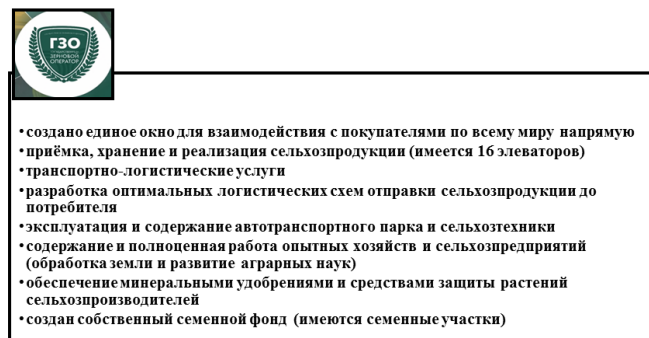 ГЗО
ЗЕРНОВОЙ
ОПЕРАТОР
•создано единое окно для взаимодействия с покупателями по всему миру напрямую
•приёмка, хранение и реализация сельхозпродукции (имеется 16 элеваторов)
•транспортно-логистические услуги
•разработка оптимальных логистических схем отправки сельхозпродукции до
потребителя
•эксплуатация и содержание автотранспортного парка и сельхозтехники
•содержание и полноценная работа опытных хозяйств и сельхозпредприятий
(обработка земли и развитие аграрных наук)
•обеспечение минеральными удобрениями и средствами защиты растений
сельхозпроизводителей
•создан собственный семенной фонд (имеются семенные участки)